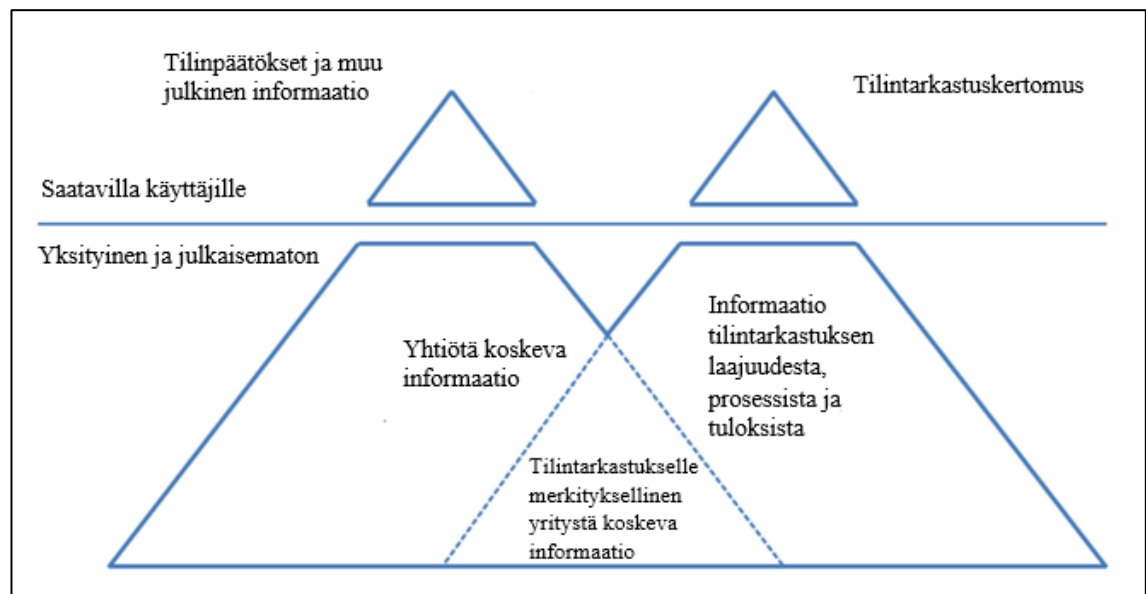 Tilinpäätökset ja muu
julkinen informaatio
Tilintarkastuskertomus
Saatavilla käyttäjille
Yksityinen ja julkaisematon
Yhtiötä koskeva
informaatio
Informaatio
tilintarkastuksen
laajuudesta,
prosessista ja
tuloksista
Tilintarkastukselle
merkityksellinen
yritystä koskeva
informaatio